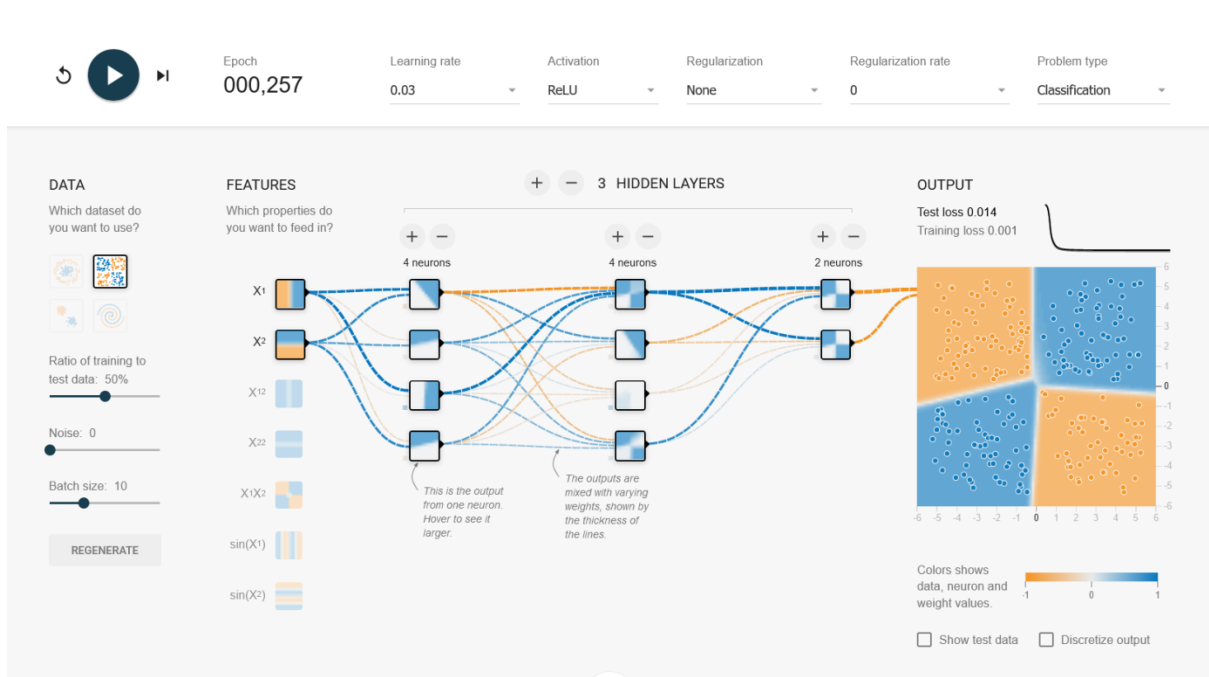 Epoch
000,257
Learning rate
0.03
Activation
ReLU
Regularization
None
Regularization rate
0
Problem type
Classification
DATA
Which dataset do
you want to use?
Ratio of training to
test data: 50%
Noise: 0
Batch size: 10
REGENERATE
FEATURES
Which properties do
you want to feed in?
X1
X2
X12
X22
X1X2
sin(X1)
sin(X2)
+ − 3 HIDDEN LAYERS
+ −
4 neurons
+ −
4 neurons
+ −
2 neurons
This is the output
from one neuron.
Hover to see it
larger.
The outputs are
mixed with varying
weights, shown by
the thickness of
the lines.
OUTPUT
Test loss 0.014
Training loss 0.001
6
5
4
3
2
1
0
-1
-2
-3
-4
-5
-6
-6 -5 -4 -3 -2 -1 0 1 2 3 4 5 6
Colors shows
data, neuron and
weight values.
-1 0 1
Show test data
Discretize output